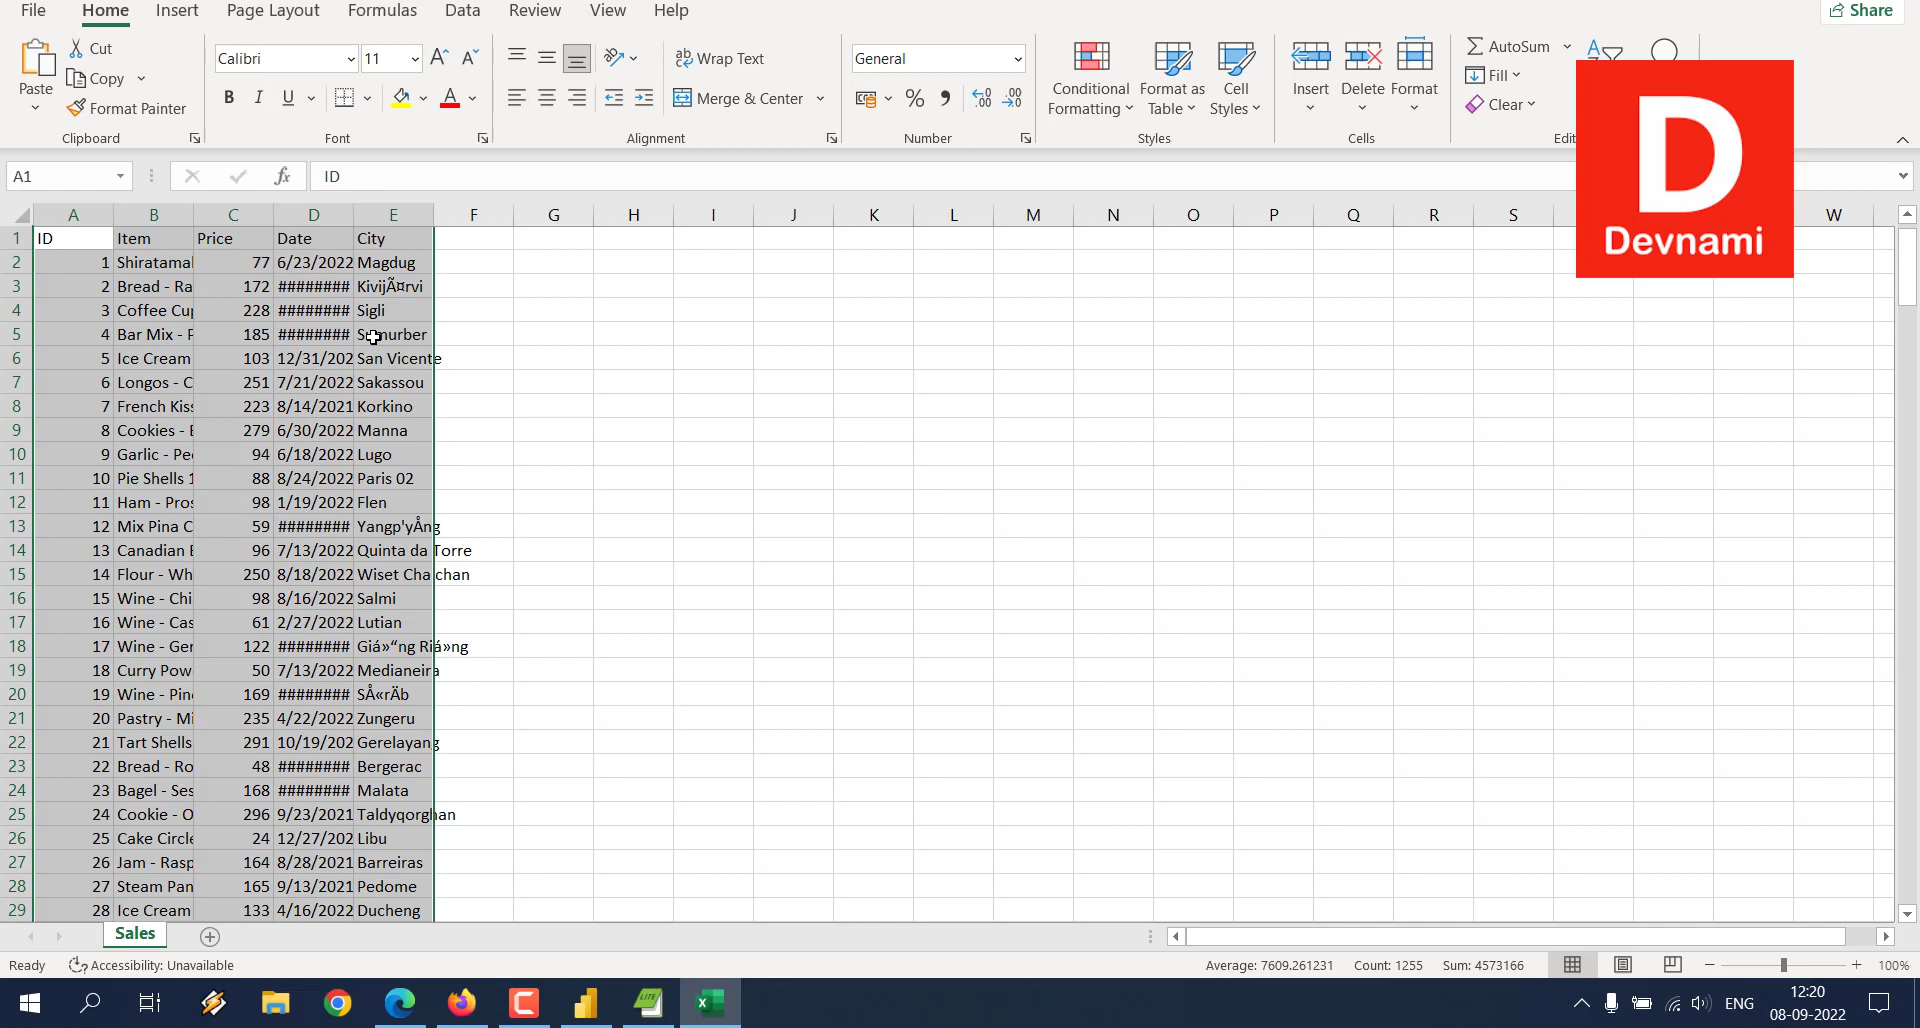 File Home Insert Page Layout Formulas Data Review View Help Share
Paste
Cut
Copy
Format Painter
Clipboard
Calibri 11
B I U
Font
Wrap Text
Merge & Center
Alignment
General
Number
Conditional Formatting
Format as Table
Cell Styles
Styles
Insert
Delete
Format
Cells
AutoSum
Fill
Clear
D
Devnami
A1 fx ID
A B C D E F G H I J K L M N O P Q R S W
1 ID Item Price Date City
2 1 77 6/23/2022 Magdug
3 2 Bread - Ra 172 ######## KivijÃ¤rvi
4 3 Coffee Cu 228 ######## Sigli
5 4 Bar Mix - 185 ########
6 5 Ice Cream 103 12/31/202 San Vicente
7 6 Longos - C 251 7/21/2022 Sakassou
8 7 French Kis 223 8/14/2021 Korkino
9 8 Cookies - 279 6/30/2022 Manna
10 9 Garlic - Pe 94 6/18/2022 Lugo
11 10 Pie Shells 88 8/24/2022 Paris 02
12 11 Ham - Pros 98 1/19/2022 Flen
13 12 Mix Pina C 59 ######## Yangp'yÅng
14 13 Canadian 96 7/13/2022 Quinta da Torre
15 14 Flour - Wh 250 8/18/2022 Wiset Chaichan
16 15 Wine - Chi 98 8/16/2022 Salmi
17 16 Wine - Cas 61 2/27/2022 Lutian
18 17 Wine - Ger 122 ######## Giá»“ng Riá»ng
19 18 Curry Pow 50 7/13/2022 Medianeira
20 19 Wine - Pin 169 ######## SÅ«rÄb
21 20 Pastry - Mi 235 4/22/2022 Zungeru
22 21 Tart Shells 291 10/19/202 Gerelayang
23 22 Bread - Ro 48 ######## Bergerac
24 23 Bagel - Ses 168 ######## Malata
25 24 Cookie - O 296 9/23/2021 Taldyqorghan
26 25 Cake Circle 24 12/27/202 Libu
27 26 Jam - Rasp 164 8/28/2021 Barreiras
28 27 Steam Pan 165 9/13/2021 Pedome
29 28 Ice Cream 133 4/16/2022 Ducheng
Sales
Ready Accessibility: Unavailable Average: 7609.261231 Count: 1255 Sum: 4573166 100%
LITE
ENG
12:20
08-09-2022